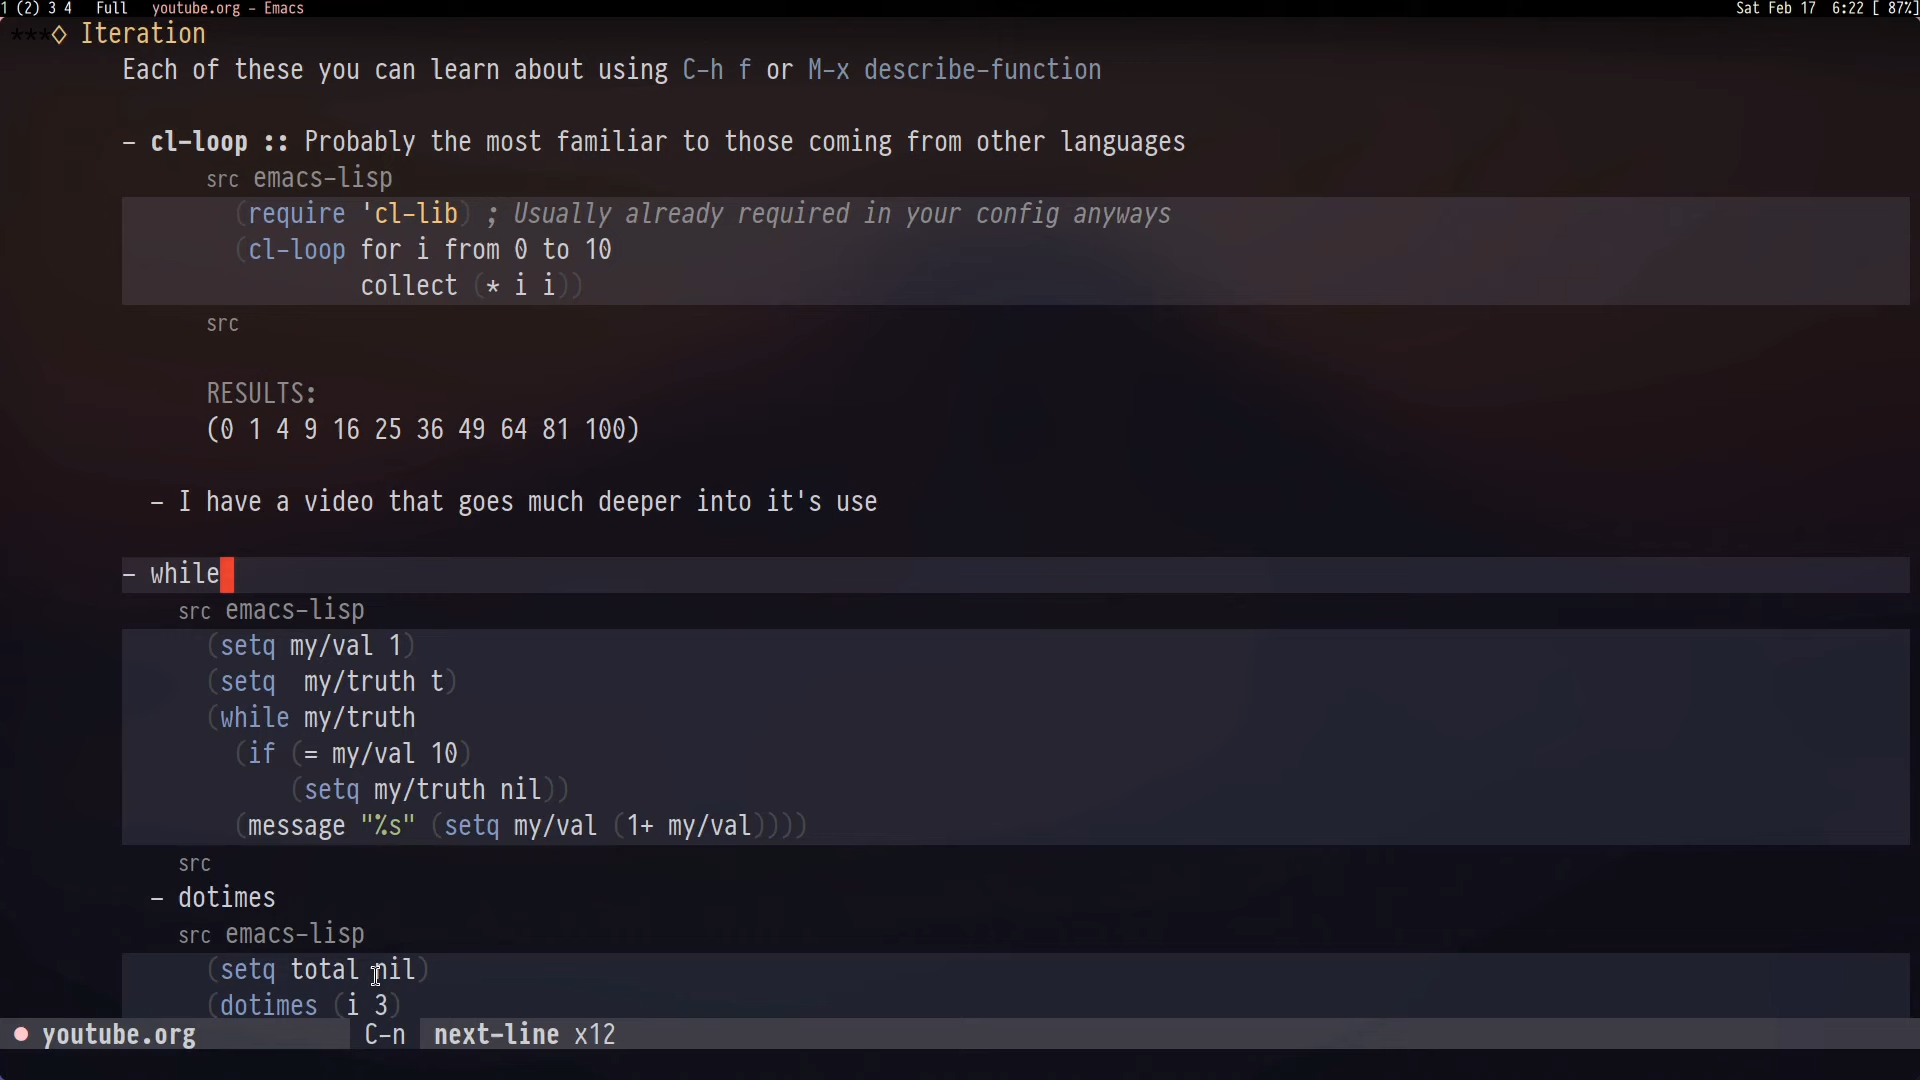 1 (2) 3 4 Full youtube.org – Emacs Sat Feb 17 6:22 [ 87%]
***◇ Iteration
Each of these you can learn about using C-h f or M-x describe-function
– cl-loop :: Probably the most familiar to those coming from other languages
src emacs-lisp
(require 'cl-lib) ; Usually already required in your config anyways
(cl-loop for i from 0 to 10
collect (* i i))
src
RESULTS:
(0 1 4 9 16 25 36 49 64 81 100)
– I have a video that goes much deeper into it's use
– while
src emacs-lisp
(setq my/val 1)
(setq  my/truth t)
(while my/truth
(if (= my/val 10)
(setq my/truth nil))
(message "%s" (setq my/val (1+ my/val))))
src
– dotimes
src emacs-lisp
(setq total nil)
(dotimes (i 3)
youtube.org C-n next-line x12